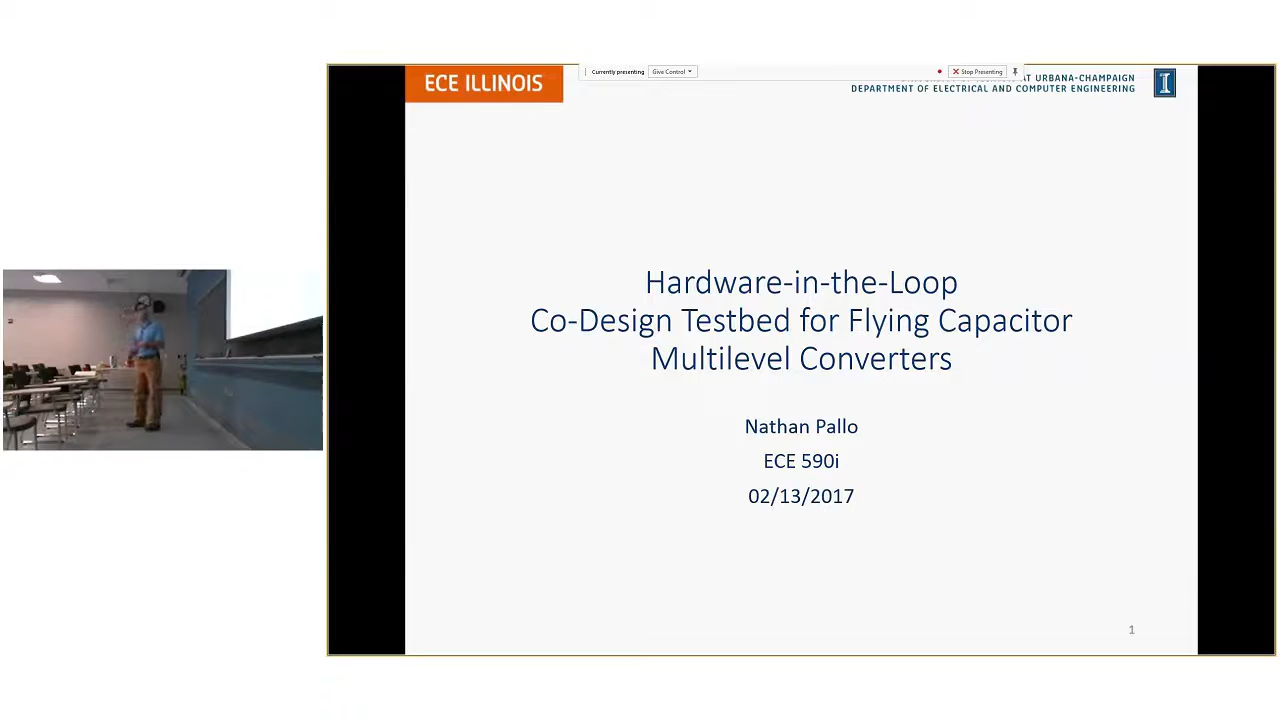 Currently presenting Give Control Stop Presenting
ECE ILLINOIS
AT URBANA-CHAMPAIGN
DEPARTMENT OF ELECTRICAL AND COMPUTER ENGINEERING
Hardware-in-the-Loop
Co-Design Testbed for Flying Capacitor
Multilevel Converters
Nathan Pallo
ECE 590i
02/13/2017
1